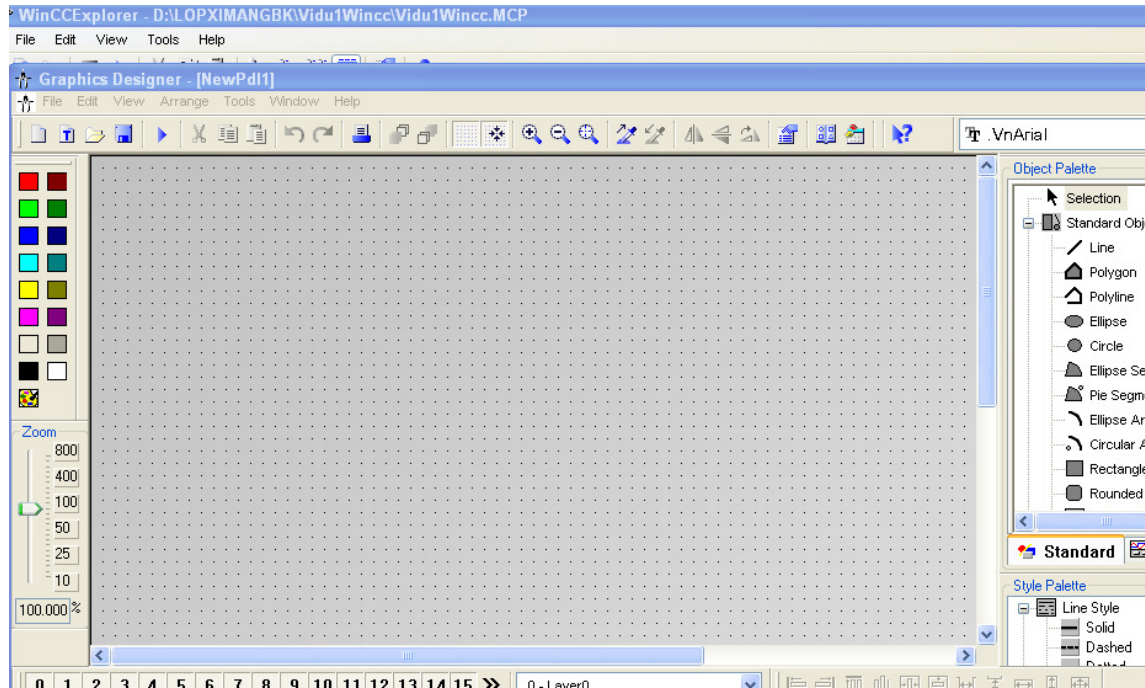 WinCCExplorer - D:\LOPXIMANGBK\Vidu1Wincc\Vidu1Wincc.MCP
File Edit View Tools Help
Graphics Designer - [NewPdl1]
File Edit View Arrange Tools Window Help
.VnArial
Object Palette
Selection
Standard Obj
Line
Polygon
Polyline
Ellipse
Circle
Ellipse Se
Pie Segm
Ellipse Ar
Circular A
Rectangle
Rounded
Standard
Zoom
800
400
100
50
25
10
100.000 %
Style Palette
Line Style
Solid
Dashed
Dotted
0 1 2 3 4 5 6 7 8 9 10 11 12 13 14 15
0 - Layer0